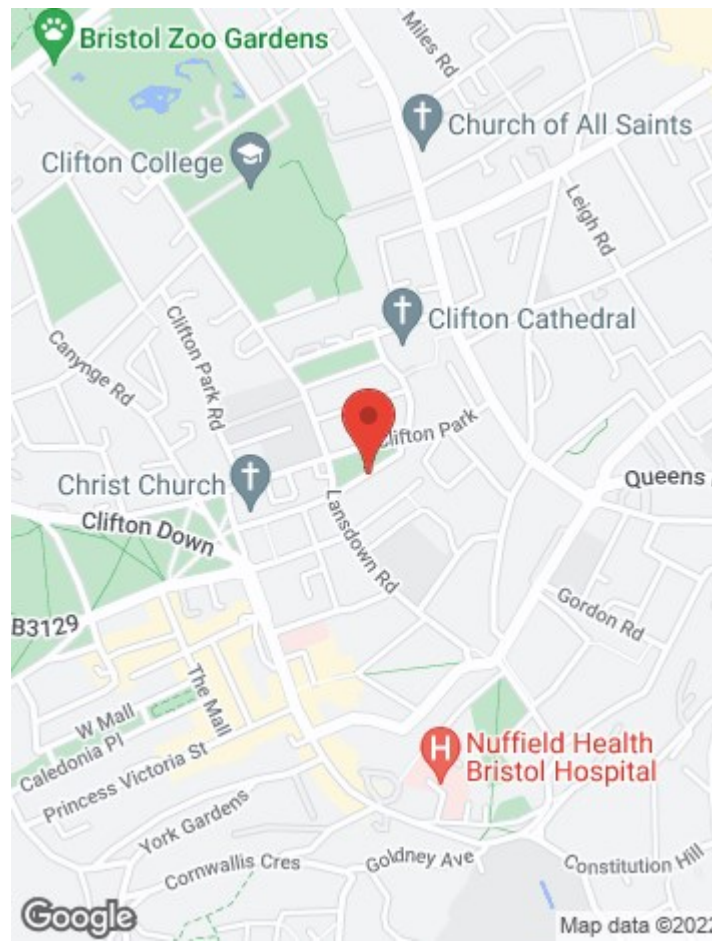 Bristol Zoo Gardens
Miles Rd
Church of All Saints
Clifton College
Leigh Rd
Clifton Cathedral
Canynge Rd
Clifton Park Rd
Clifton Park
Christ Church
Queens
Clifton Down
Lansdown Rd
Gordon Rd
B3129
The Mall
W Mall
Caledonia Pl
Princess Victoria St
H
Nuffield Health
Bristol Hospital
York Gardens
Cornwallis Cres
Goldney Ave
Constitution Hill
Google
Map data ©2022